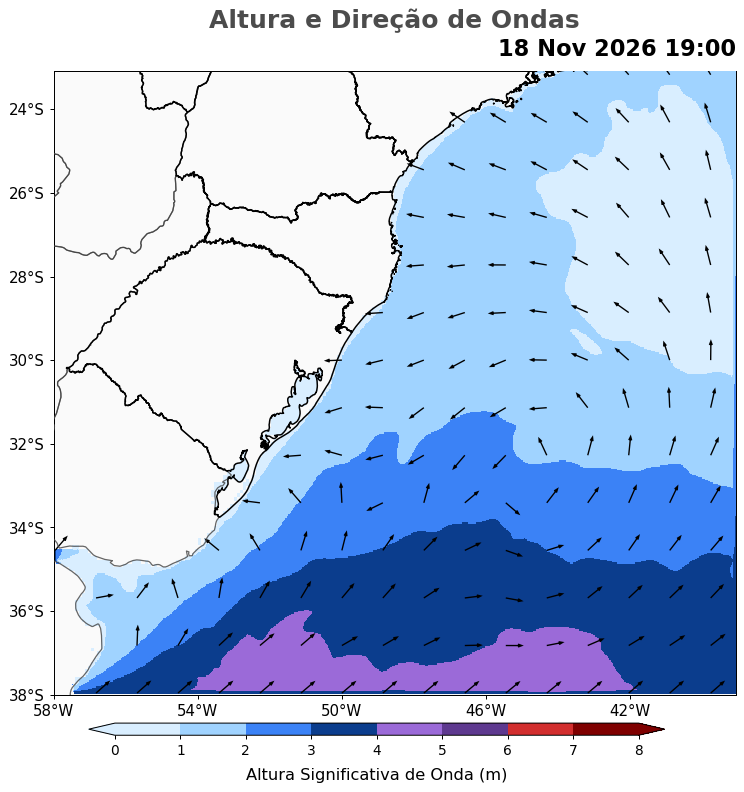 Altura e Direção de Ondas
18 Nov 2026 19:00
24°S
26°S
28°S
30°S
32°S
34°S
36°S
38°S
58°W 54°W 50°W 46°W 42°W
0 1 2 3 4 5 6 7 8
Altura Significativa de Onda (m)